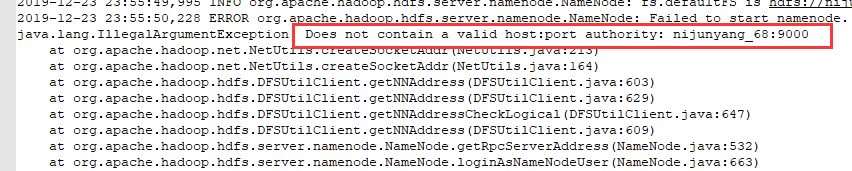 2019-12-23 23:55:49,995 INFO org.apache.hadoop.hdfs.server.namenode.NameNode: fs.defaultFS is hdfs://nij
2019-12-23 23:55:50,228 ERROR org.apache.hadoop.hdfs.server.namenode.NameNode: Failed to start namenode.
java.lang.IllegalArgumentException Does not contain a valid host:port authority: nijunyang_68:9000
at org.apache.hadoop.net.NetUtils.createSocketAddr(NetUtils.java:213)
at org.apache.hadoop.net.NetUtils.createSocketAddr(NetUtils.java:164)
at org.apache.hadoop.hdfs.DFSUtilClient.getNNAddress(DFSUtilClient.java:603)
at org.apache.hadoop.hdfs.DFSUtilClient.getNNAddress(DFSUtilClient.java:629)
at org.apache.hadoop.hdfs.DFSUtilClient.getNNAddressCheckLogical(DFSUtilClient.java:647)
at org.apache.hadoop.hdfs.DFSUtilClient.getNNAddress(DFSUtilClient.java:609)
at org.apache.hadoop.hdfs.server.namenode.NameNode.getRpcServerAddress(NameNode.java:532)
at org.apache.hadoop.hdfs.server.namenode.NameNode.loginAsNameNodeUser(NameNode.java:663)